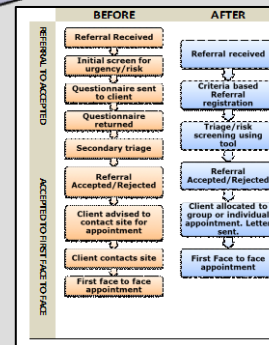 BEFORE
AFTER
REFERRAL TO ACCEPTED
ACCEPTED TO FIRST FACE TO FACE
Referral Received
Initial screen for
urgency/risk
Questionnaire sent
to client
Questionnaire
returned
Secondary triage
Referral
Accepted/Rejected
Client advised to
contact site for
appointment
Client contacts site
First face to face
appointment
Referral received
Criteria based
Referral
registration
Triage/risk
screening using
tool
Referral
Accepted/Rejected
Client allocated to
group or individual
appointment. Letter
sent.
First Face to face
appointment